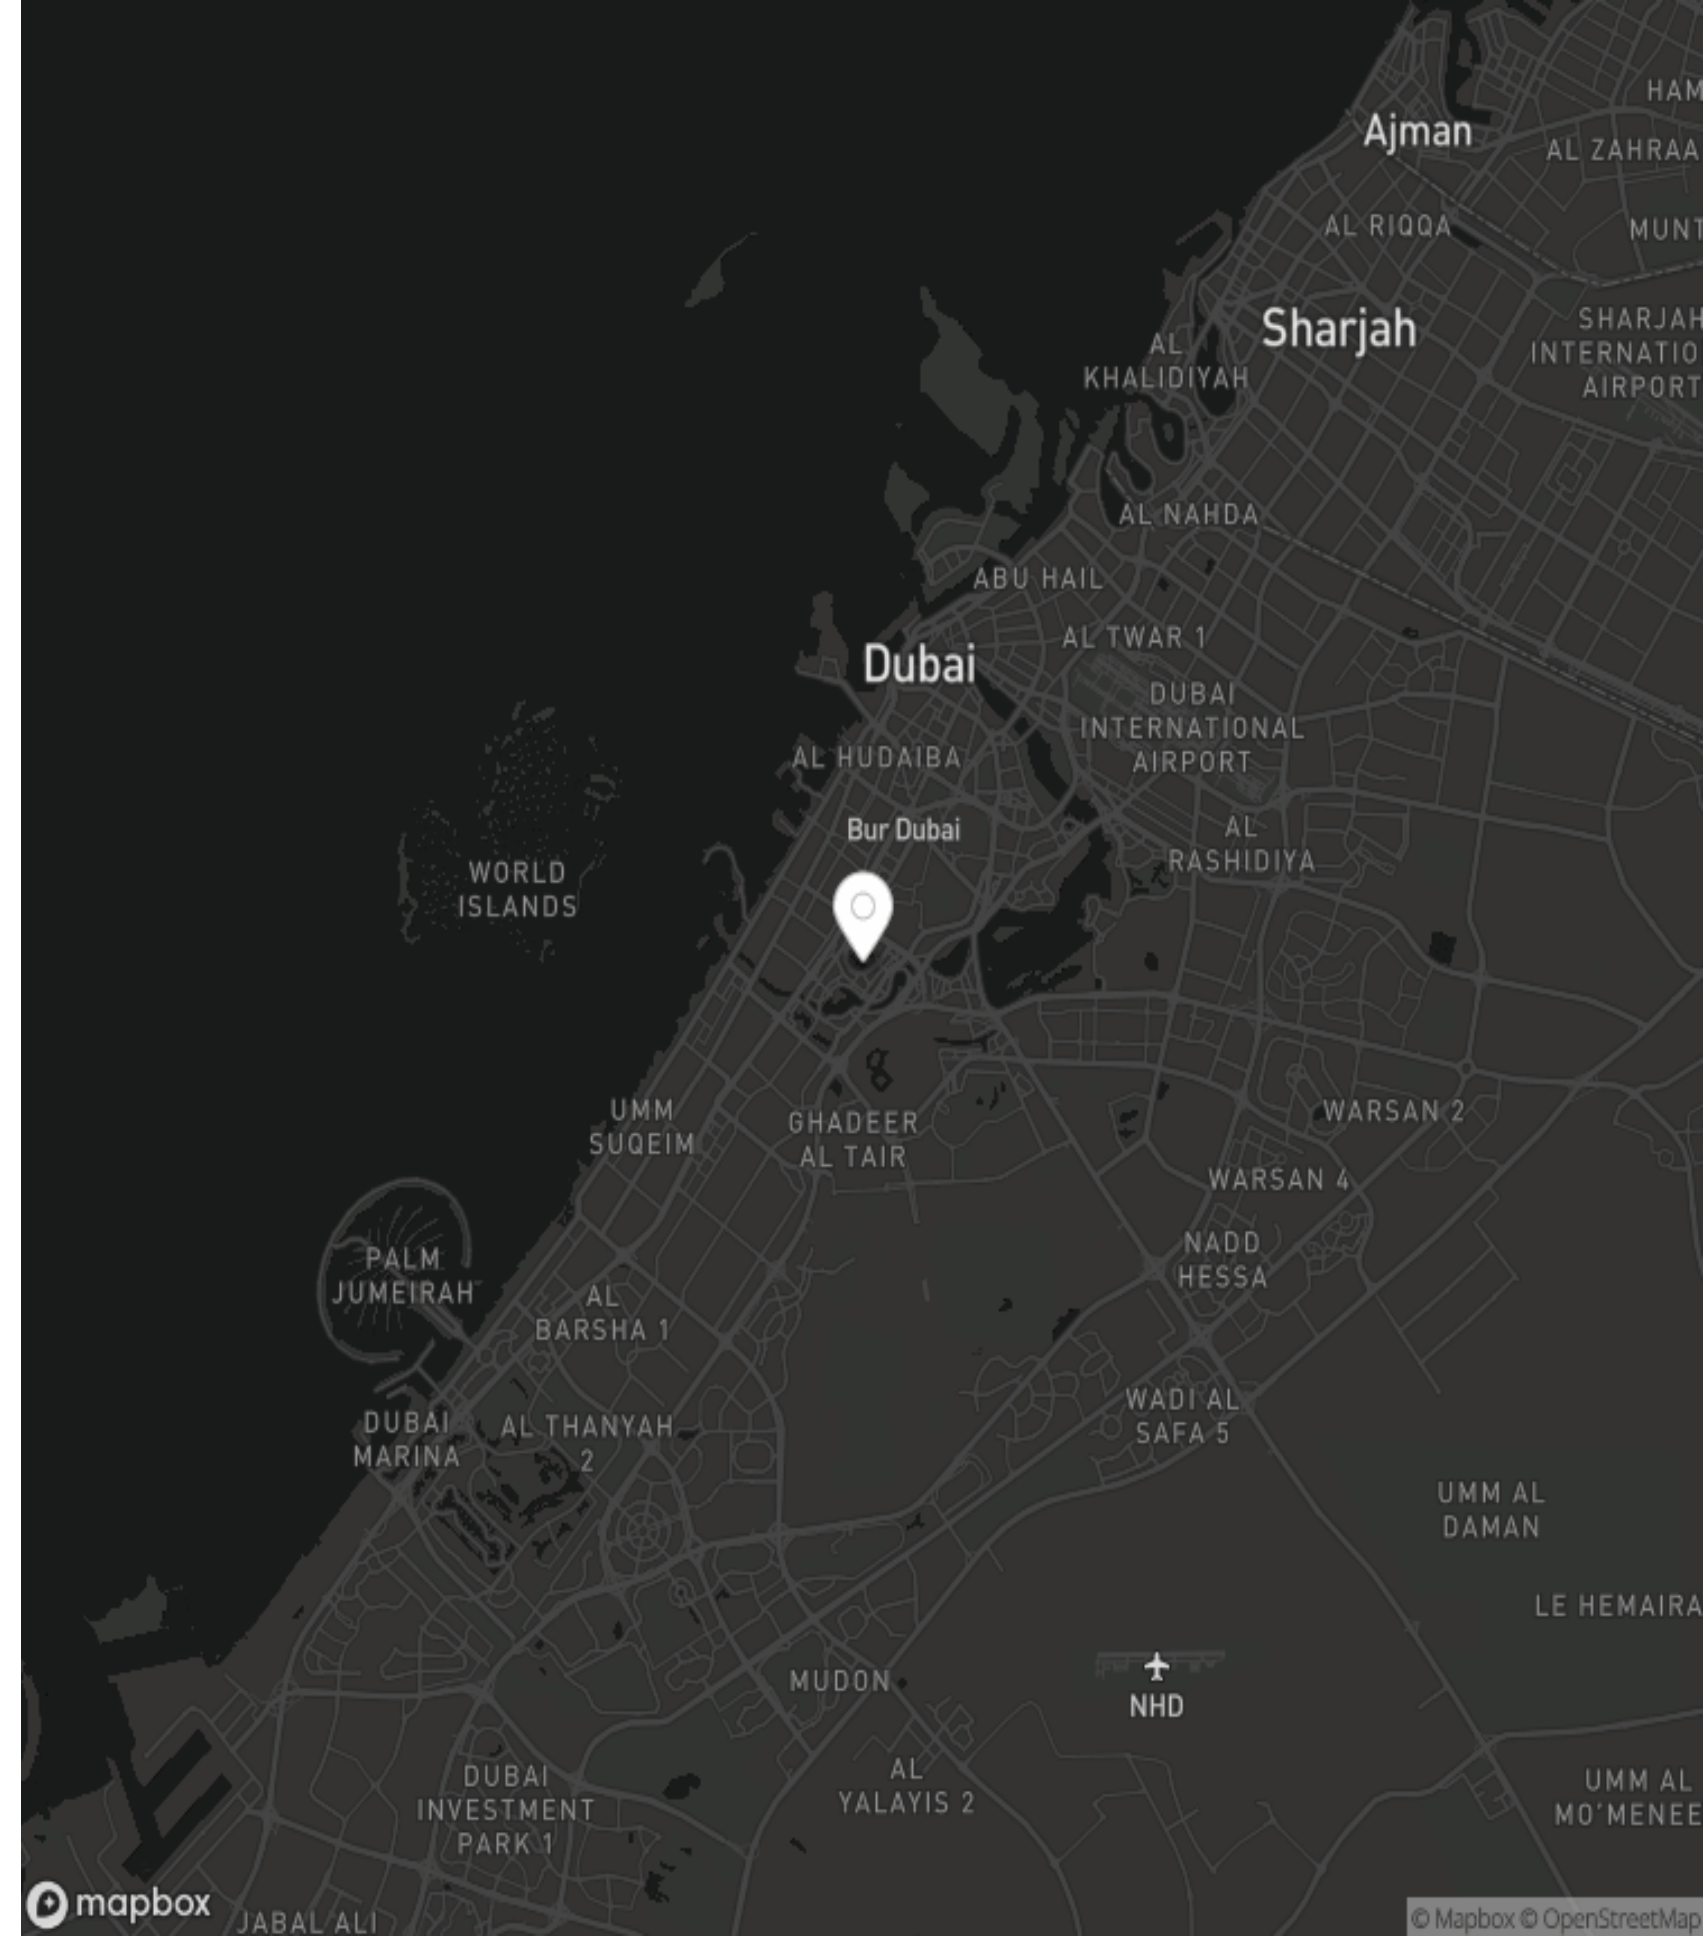 HAM
Ajman
AL ZAHRAA
AL RIQQA
MUNT
Sharjah
SHARJAH
INTERNATIO
AIRPORT
AL
KHALIDIYAH
AL NAHDA
ABU HAIL
AL TWAR 1
Dubai
DUBAI
INTERNATIONAL
AIRPORT
AL HUDAIBA
Bur Dubai
AL
RASHIDIYA
WORLD
ISLANDS
UMM
SUQEIM
GHADEER
AL TAIR
WARSAN 2
WARSAN 4
NADD
HESSA
PALM
JUMEIRAH
AL
BARSHA 1
WADI AL
SAFA 5
DUBAI
MARINA
AL THANYAH
2
UMM AL
DAMAN
LE HEMAIRA
MUDON
NHD
DUBAI
INVESTMENT
PARK 1
AL
YALAYIS 2
UMM AL
MO'MENEE
mapbox
JABAL ALI
© Mapbox © OpenStreetMap